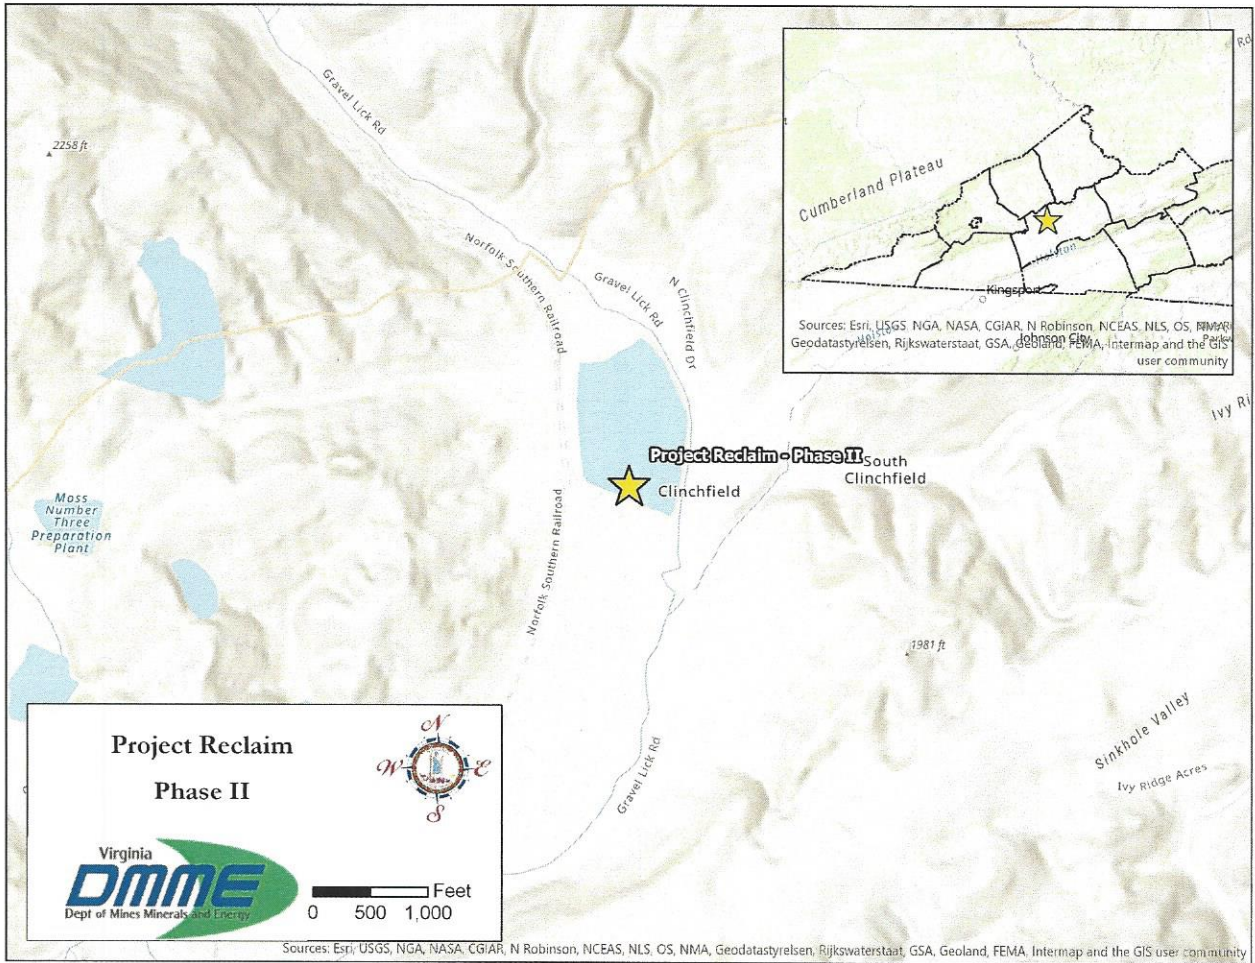 Gravel Lick Rd
2258 ft
Norfolk Southern Railroad
Gravel Lick Rd
N Clinchfield Dr
Rd
Cumberland Plateau
Holston
Kingsport
Johnson City
Sources: Esri, USGS, NGA, NASA, CGIAR, N Robinson, NCEAS, NLS, OS, NMA,
Geodatastyrelsen, Rijkswaterstaat, GSA, Geoland, FEMA, Intermap and the GIS
user community
Ivy Ri
Project Reclaim - Phase II
South
Clinchfield
Clinchfield
Moss
Number
Three
Preparation
Plant
Norfolk Southern Railroad
1981 ft
Sinkhole Valley
Ivy Ridge Acres
Gravel Lick Rd
Project Reclaim
Phase II
N
W E
S
Virginia
DMME
Dept of Mines Minerals and Energy
Feet
0 500 1,000
Sources: Esri, USGS, NGA, NASA, CGIAR, N Robinson, NCEAS, NLS, OS, NMA, Geodatastyrelsen, Rijkswaterstaat, GSA, Geoland, FEMA, Intermap and the GIS user community